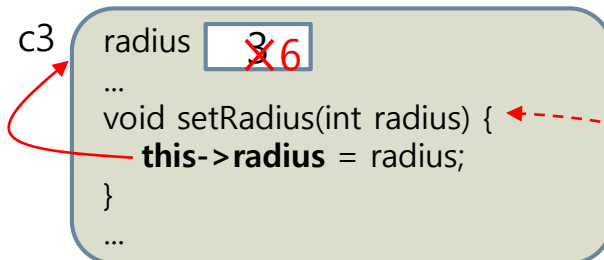 c3
radius 3 6
...
void setRadius(int radius) {
this->radius = radius;
}
...